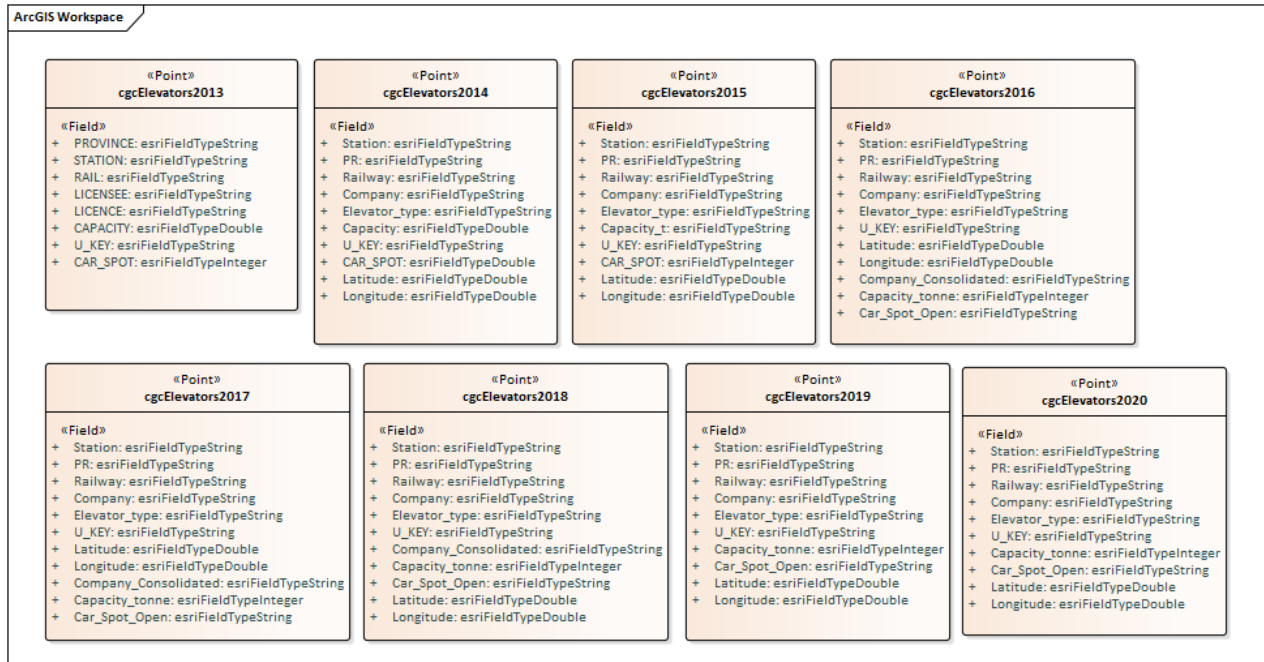 ArcGIS Workspace
«Point»
cgcElevators2013
«Field»
+ PROVINCE: esriFieldTypeString
+ STATION: esriFieldTypeString
+ RAIL: esriFieldTypeString
+ LICENSEE: esriFieldTypeString
+ LICENCE: esriFieldTypeString
+ CAPACITY: esriFieldTypeDouble
+ U_KEY: esriFieldTypeString
+ CAR_SPOT: esriFieldTypeInteger
«Point»
cgcElevators2014
«Field»
+ Station: esriFieldTypeString
+ PR: esriFieldTypeString
+ Railway: esriFieldTypeString
+ Company: esriFieldTypeString
+ Elevator_type: esriFieldTypeString
+ Capacity: esriFieldTypeDouble
+ U_KEY: esriFieldTypeString
+ CAR_SPOT: esriFieldTypeDouble
+ Latitude: esriFieldTypeDouble
+ Longitude: esriFieldTypeDouble
«Point»
cgcElevators2015
«Field»
+ Station: esriFieldTypeString
+ PR: esriFieldTypeString
+ Railway: esriFieldTypeString
+ Company: esriFieldTypeString
+ Elevator_type: esriFieldTypeString
+ Capacity_t: esriFieldTypeDouble
+ U_KEY: esriFieldTypeString
+ CAR_SPOT: esriFieldTypeInteger
+ Latitude: esriFieldTypeDouble
+ Longitude: esriFieldTypeDouble
«Point»
cgcElevators2016
«Field»
+ Station: esriFieldTypeString
+ PR: esriFieldTypeString
+ Railway: esriFieldTypeString
+ Company: esriFieldTypeString
+ Elevator_type: esriFieldTypeString
+ U_KEY: esriFieldTypeString
+ Latitude: esriFieldTypeDouble
+ Longitude: esriFieldTypeDouble
+ Company_Consolidated: esriFieldTypeString
+ Capacity_tonne: esriFieldTypeInteger
+ Car_Spot_Open: esriFieldTypeString
«Point»
cgcElevators2017
«Field»
+ Station: esriFieldTypeString
+ PR: esriFieldTypeString
+ Railway: esriFieldTypeString
+ Company: esriFieldTypeString
+ Elevator_type: esriFieldTypeString
+ U_KEY: esriFieldTypeString
+ Latitude: esriFieldTypeDouble
+ Longitude: esriFieldTypeDouble
+ Company_Consolidated: esriFieldTypeString
+ Capacity_tonne: esriFieldTypeInteger
+ Car_Spot_Open: esriFieldTypeString
«Point»
cgcElevators2018
«Field»
+ Station: esriFieldTypeString
+ PR: esriFieldTypeString
+ Railway: esriFieldTypeString
+ Company: esriFieldTypeString
+ Elevator_type: esriFieldTypeString
+ U_KEY: esriFieldTypeString
+ Company_Consolidated: esriFieldTypeString
+ Capacity_tonne: esriFieldTypeInteger
+ Car_Spot_Open: esriFieldTypeString
+ Latitude: esriFieldTypeDouble
+ Longitude: esriFieldTypeDouble
«Point»
cgcElevators2019
«Field»
+ Station: esriFieldTypeString
+ PR: esriFieldTypeString
+ Railway: esriFieldTypeString
+ Company: esriFieldTypeString
+ Elevator_type: esriFieldTypeString
+ U_KEY: esriFieldTypeString
+ Capacity_tonne: esriFieldTypeInteger
+ Car_Spot_Open: esriFieldTypeString
+ Latitude: esriFieldTypeDouble
+ Longitude: esriFieldTypeDouble
«Point»
cgcElevators2020
«Field»
+ Station: esriFieldTypeString
+ PR: esriFieldTypeString
+ Railway: esriFieldTypeString
+ Company: esriFieldTypeString
+ Elevator_type: esriFieldTypeString
+ U_KEY: esriFieldTypeString
+ Capacity_tonne: esriFieldTypeInteger
+ Car_Spot_Open: esriFieldTypeString
+ Latitude: esriFieldTypeDouble
+ Longitude: esriFieldTypeDouble